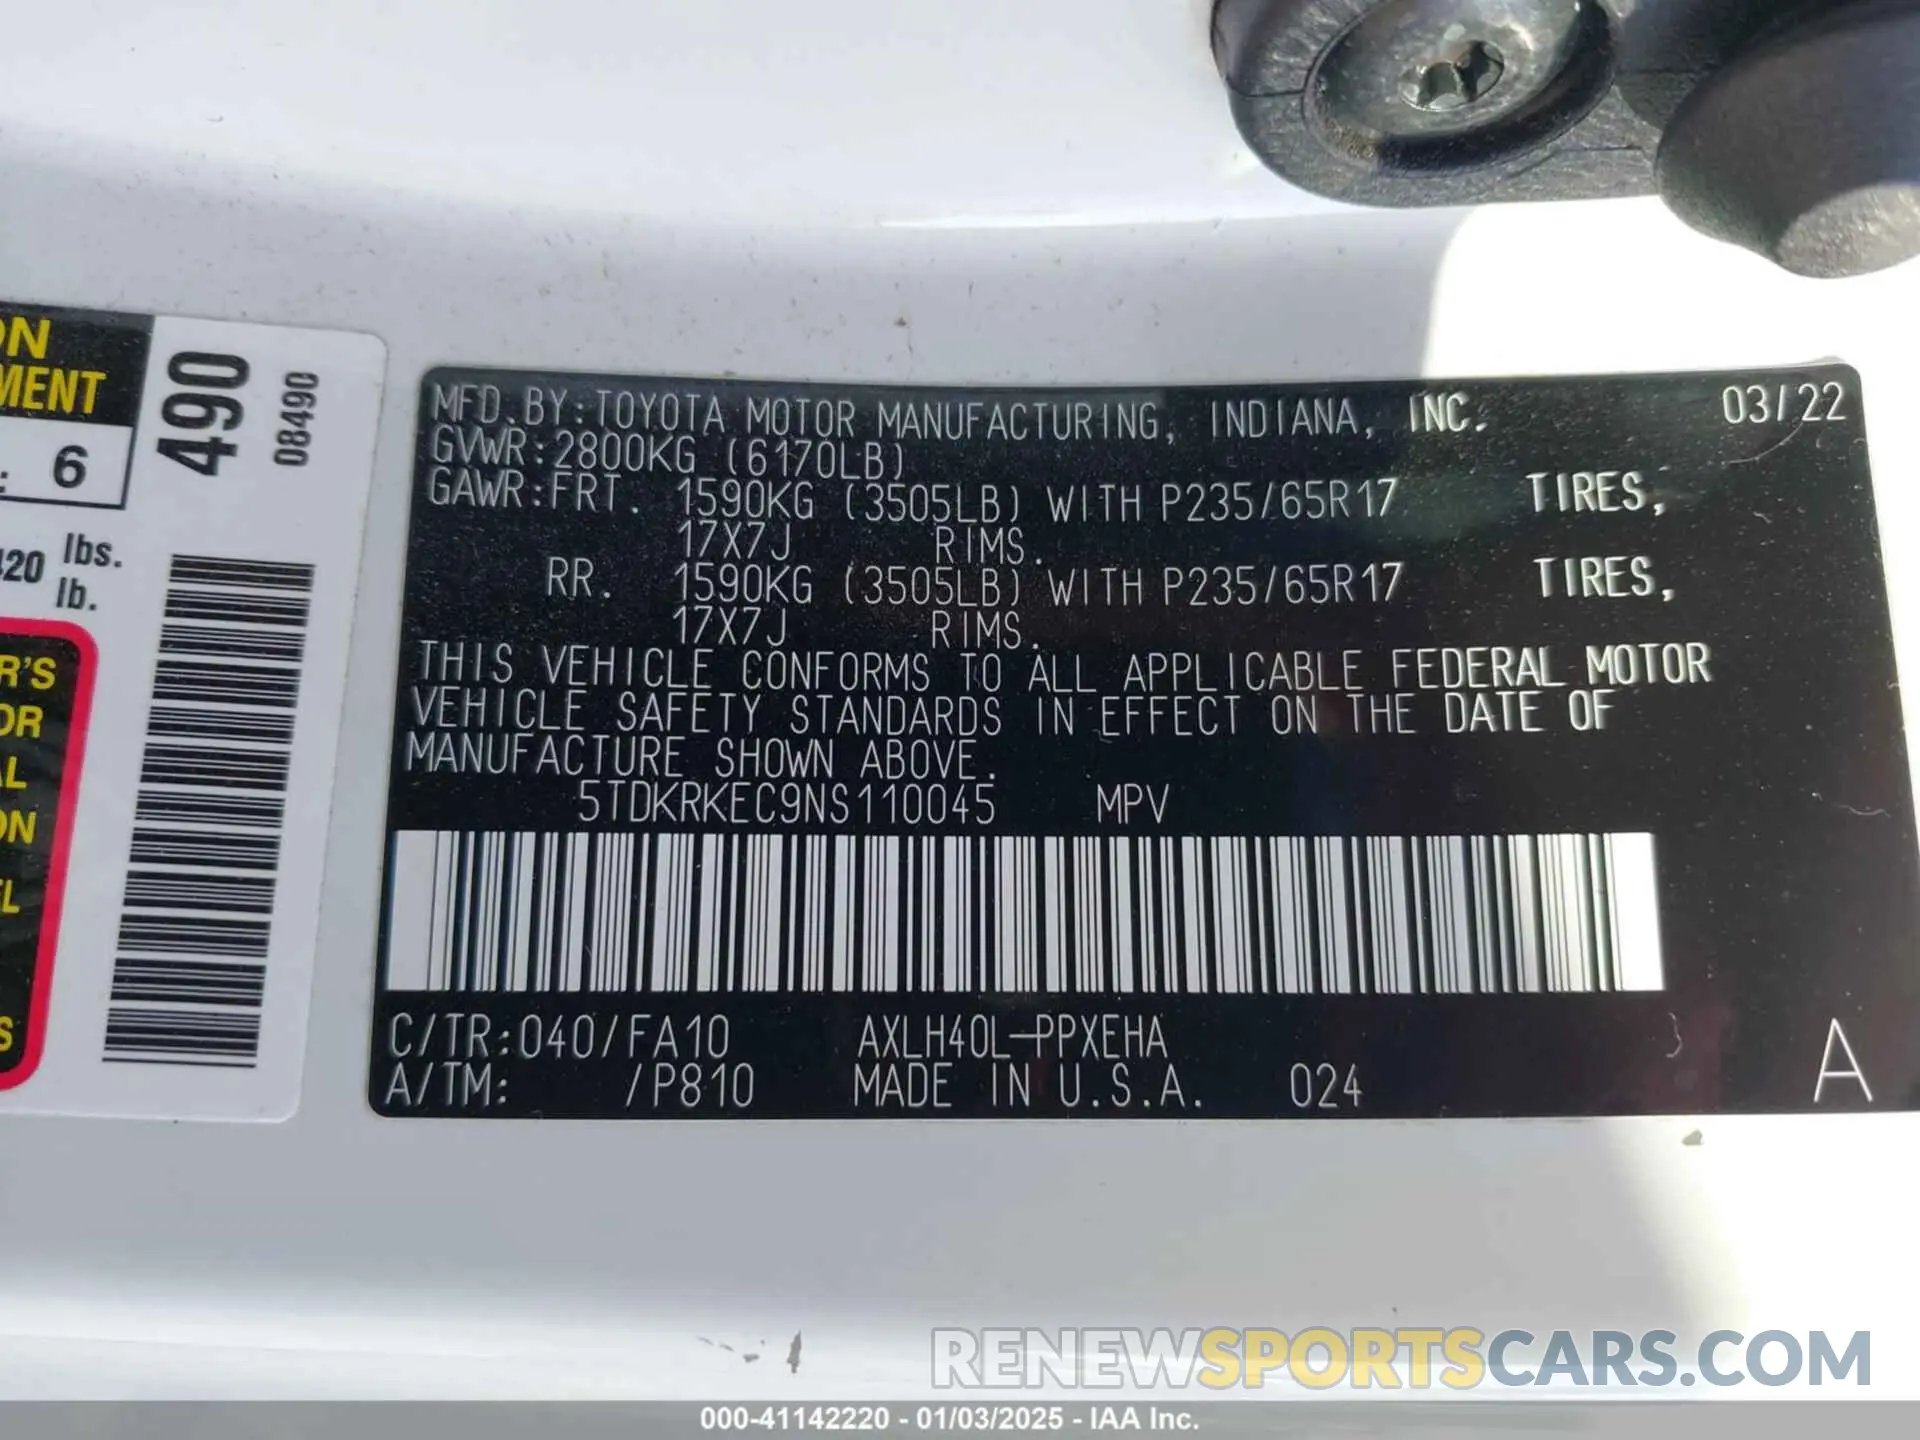 ON
MENT
: 6
420 lbs.
lb.
R'S
OR
AL
ON
EL
S
490
08490
MFD.BY:TOYOTA MOTOR MANUFACTURING, INDIANA, INC. 03/22
GVWR:2800KG (6170LB)
GAWR:FRT. 1590KG (3505LB) WITH P235/65R17 TIRES,
17X7J RIMS.
RR. 1590KG (3505LB) WITH P235/65R17 TIRES,
17X7J RIMS.
THIS VEHICLE CONFORMS TO ALL APPLICABLE FEDERAL MOTOR
VEHICLE SAFETY STANDARDS IN EFFECT ON THE DATE OF
MANUFACTURE SHOWN ABOVE.
5TDKRKEC9NS110045 MPV
C/TR:040/FA10 AXLH40L-PPXEHA
A/TM: /P810 MADE IN U.S.A. 024 A
RENEWSPORTSCARS.COM
000-41142220 - 01/03/2025 - IAA Inc.